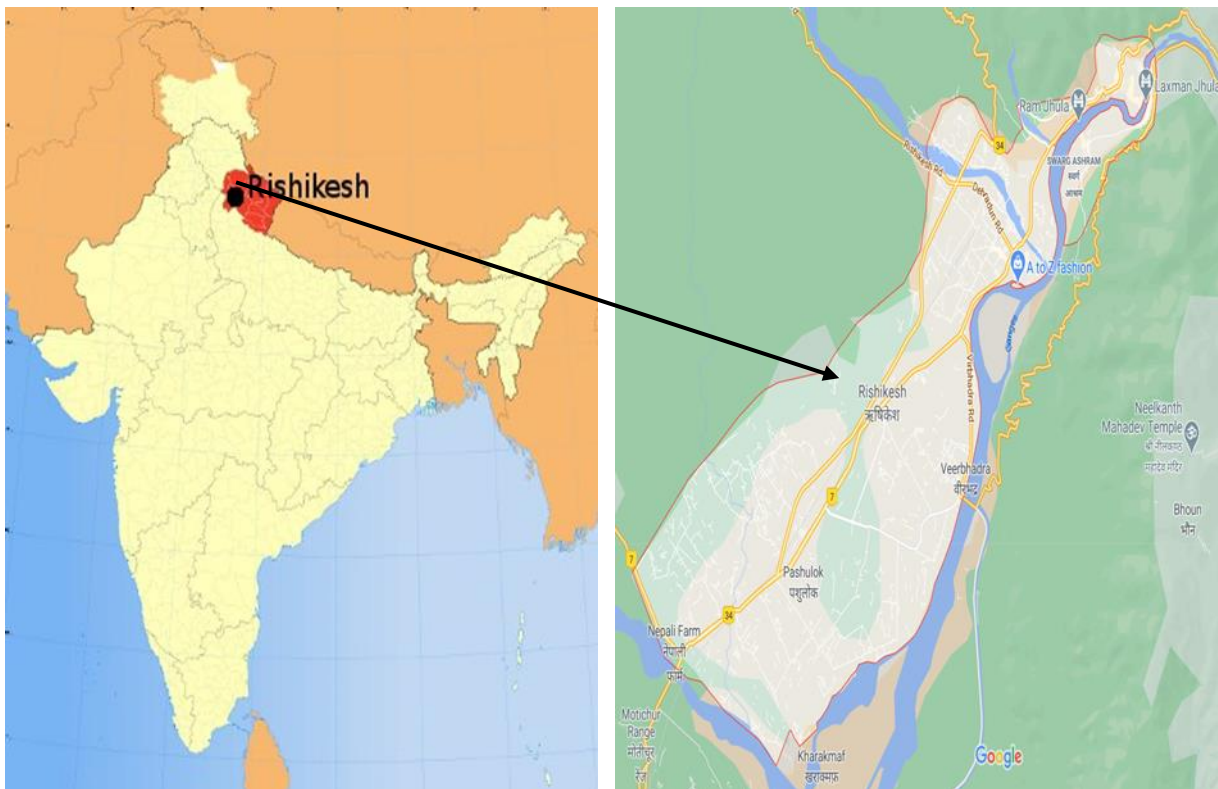 Rishikesh
Laxman Jhula
Ram Jhula
34
SWARG ASHRAM
स्वर्ग
आश्रम
Rishikesh Rd
Dehradun Rd
A to Z fashion
Virbhadra Rd
Rishikesh
ऋषिकेश
Neelkanth
Mahadev Temple
श्री नीलकण्ठ
महादेव मंदिर
Veerbhadra
वीरभद्र
7
Bhoun
भौन
7
Pashulok
पशुलोक
34
Nepali Farm
नेपाली
फार्म
Motichur
Range
मोतीचूर
रेंज
Kharakmaf
खराक्मफ़
Google